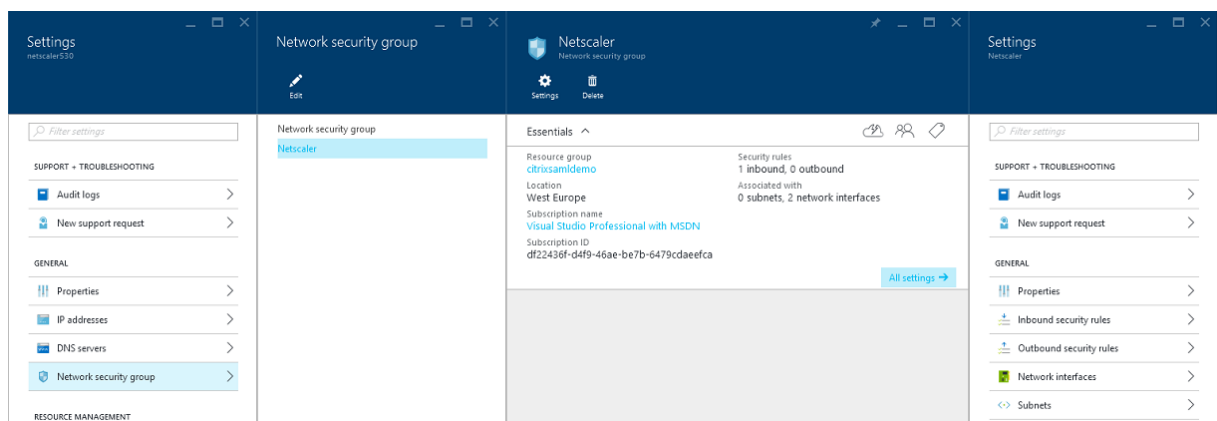 Settings
netscaler530
Filter settings
SUPPORT + TROUBLESHOOTING
Audit logs
New support request
GENERAL
Properties
IP addresses
DNS servers
Network security group
RESOURCE MANAGEMENT
Network security group
Edit
Network security group
Netscaler
Netscaler
Network security group
Settings
Delete
Essentials
Resource group
citrixsamldemo
Location
West Europe
Subscription name
Visual Studio Professional with MSDN
Subscription ID
df22436f-d4f9-46ae-be7b-6479cdaeefca
Security rules
1 inbound, 0 outbound
Associated with
0 subnets, 2 network interfaces
All settings
Settings
Netscaler
Filter settings
SUPPORT + TROUBLESHOOTING
Audit logs
New support request
GENERAL
Properties
Inbound security rules
Outbound security rules
Network interfaces
Subnets